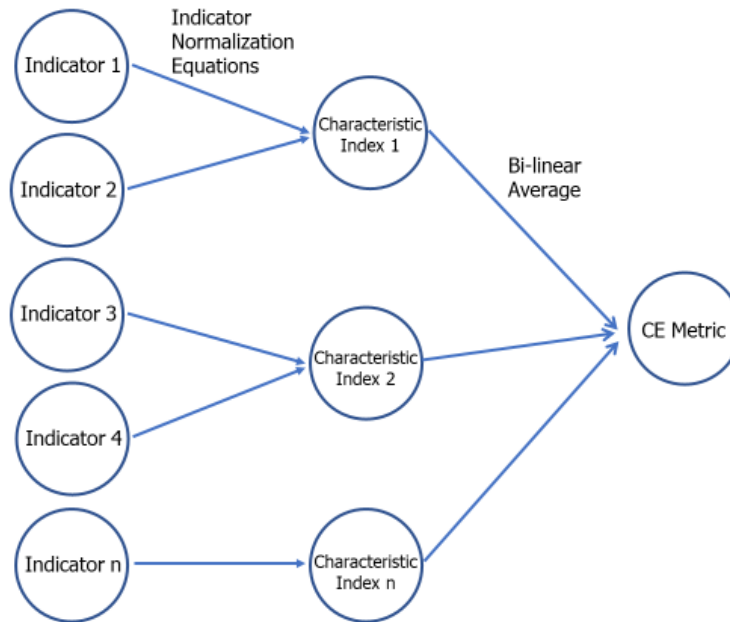 Indicator
Normalization
Equations
Indicator 1
Characteristic
Index 1
Bi-linear
Average
Indicator 2
Indicator 3
CE Metric
Characteristic
Index 2
Indicator 4
Indicator n
Characteristic
Index n